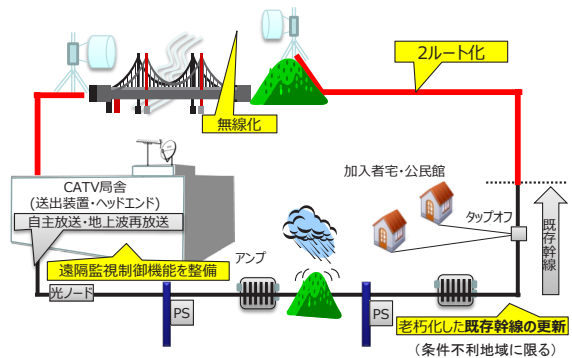 2ルート化
無線化
CATV局舎
(送出装置・ヘッドエンド)
自主放送・地上波再放送
遠隔監視制御機能を整備
光ノード
PS
アンプ
加入者宅・公民館
タップオフ
既存幹線
PS
老朽化した既存幹線の更新
(条件不利地域に限る)